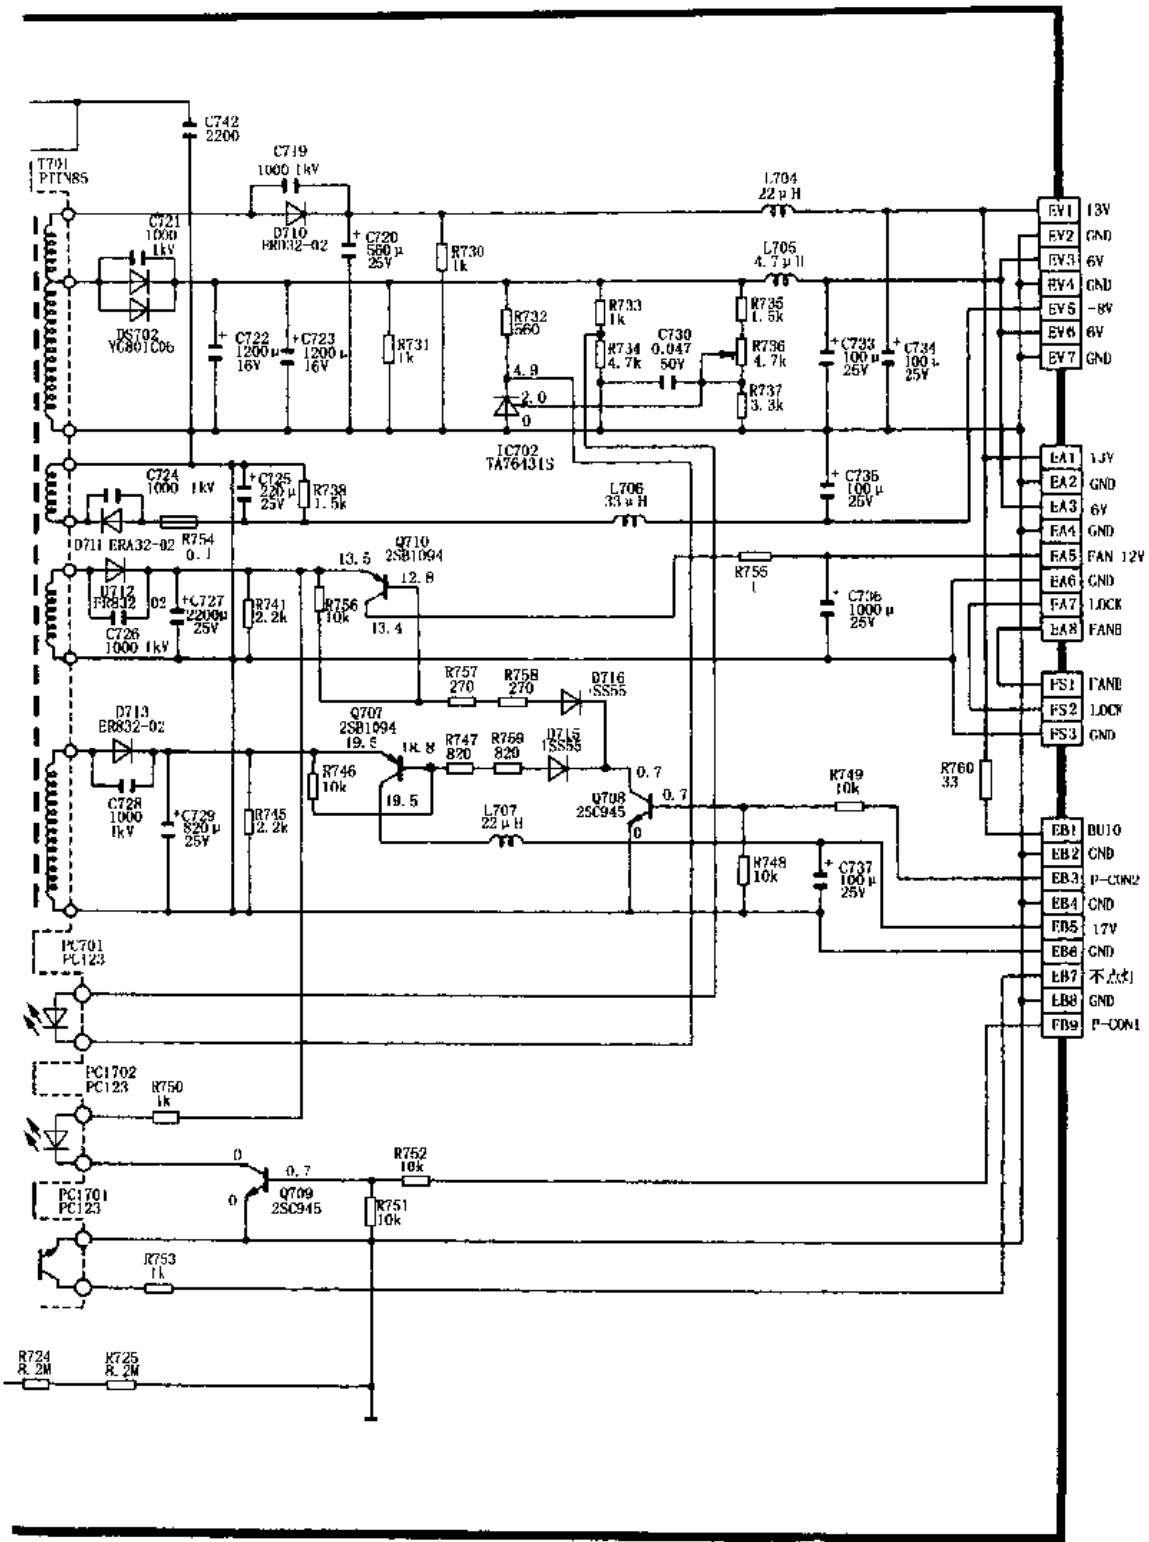 C742
2200
T701
C719
1000 1kV
L704
22μH
C721
1000
1kV
D710
C720
560μ
25V
R730
1k
L705
4.7μH
EV1 13V
EV2 GND
EV3 6V
EV4 GND
EV5 -8V
EV6 6V
EV7 GND
DS702
C722
1200μ
16V
C723
1200μ
16V
R731
1k
R732
560
R733
1k
R734
4.7k
C730
0.047
50V
R735
1.5k
R736
4.7k
R737
3.3k
C733
100μ
25V
C734
100μ
25V
4.9
2.0
0
IC702
TA76431S
C724
1000 1kV
C725
220μ
25V
R738
1.5k
L706
33μH
C735
100μ
25V
EA1 13V
EA2 GND
EA3 6V
EA4 GND
EA5 FAN 12V
EA6 GND
EA7 LOCK
EA8 FANB
D711 ERA32-02
R754
0.1
Q710
2SB1094
13.5
12.8
13.4
R755
1
D712
C727
2200μ
25V
R741
2.2k
R756
10k
C736
1000μ
25V
C726
1000 1kV
R757
270
R758
270
D716
1SS55
FS1 FANB
FS2 LOCK
FS3 GND
D713
ER832-02
Q707
2SB1094
19.5
18.8
19.5
R747
820
R759
820
D715
1SS55
R746
10k
C728
1000
1kV
C729
820μ
25V
R745
2.2k
L707
22μH
0.7
Q708
2SC945
0.7
0
R749
10k
R760
33
R748
10k
C737
100μ
25V
EB1
EB2 GND
EB3 P-CON2
EB4 GND
EB5 17V
EB6 GND
EB7 不点灯
EB8 GND
EB9 P-CON1
PC701
PC123
PC1702
PC123
R750
1k
0
0.7
0
Q709
2SC945
R752
10k
R751
10k
PC1701
PC123
R753
1k
R724
8.2M
R725
8.2M